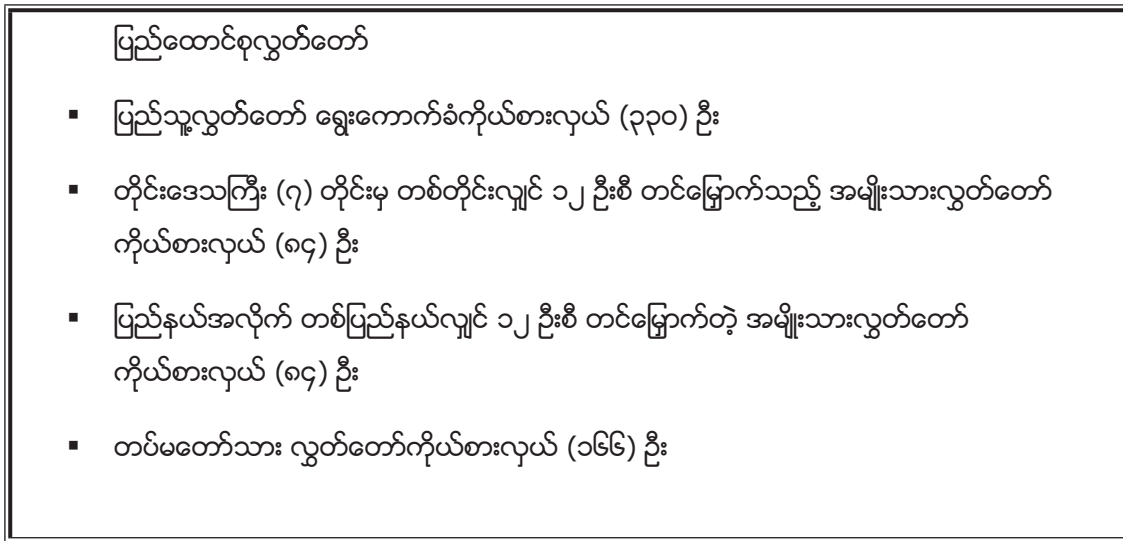 ပြည်ထောင်စုလွှတ်တော်
▪ ပြည်သူ့လွှတ်တော် ရွေးကောက်ခံကိုယ်စားလှယ် (၃၃၀) ဦး
▪ တိုင်းဒေသကြီး (၇) တိုင်းမှ တစ်တိုင်းလျှင် ၁၂ ဦးစီ တင်မြှောက်သည့် အမျိုးသားလွှတ်တော်
ကိုယ်စားလှယ် (၈၄) ဦး
▪ ပြည်နယ်အလိုက် တစ်ပြည်နယ်လျှင် ၁၂ ဦးစီ တင်မြှောက်တဲ့ အမျိုးသားလွှတ်တော်
ကိုယ်စားလှယ် (၈၄) ဦး
▪ တပ်မတော်သား လွှတ်တော်ကိုယ်စားလှယ် (၁၆၆) ဦး